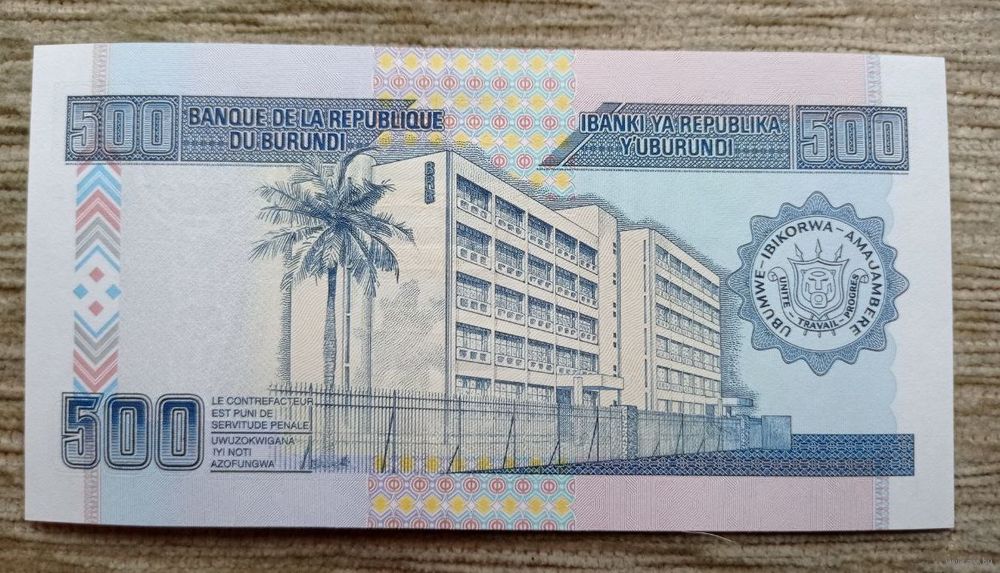 500
BANQUE DE LA REPUBLIQUE
DU BURUNDI
IBANKI YA REPUBLIKA
Y'UBURUNDI
500
UBUMWE-IBIKORWA-AMAJAMBERE
UNITE - TRAVAIL - PROGRES
500
LE CONTREFACTEUR
EST PUNI DE
SERVITUDE PENALE
UWUZOKWIGANA
IYI NOTI
AZOFUNGWA